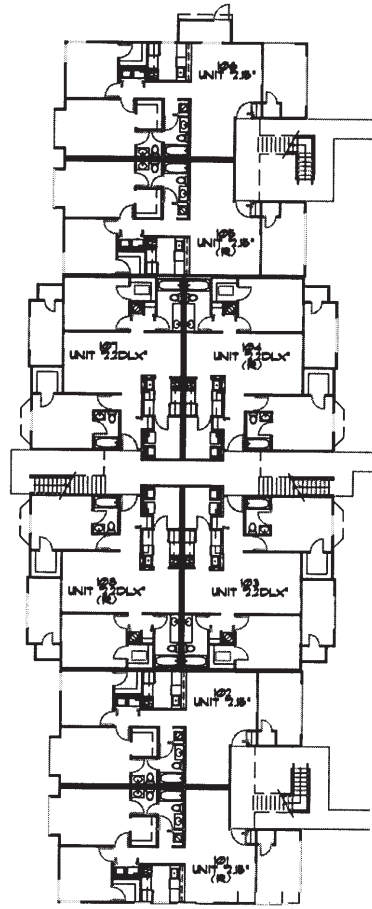 106
UNIT "2.1S"
105
UNIT "2.1S"
(R)
107
UNIT "2.2DLX"
104
UNIT "2.2DLX"
(R)
108
UNIT "2.2DLX"
(R)
103
UNIT "2.2DLX"
102
UNIT "2.1S"
101
UNIT "2.1S"
(R)